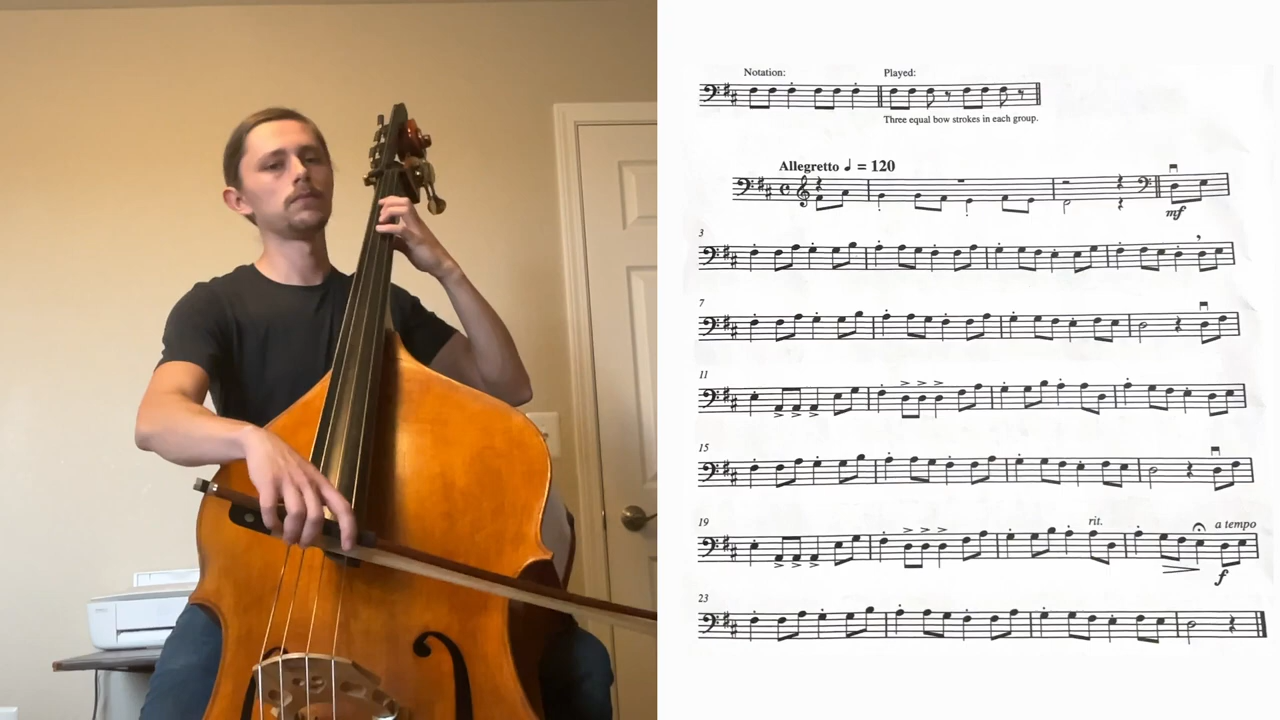 Notation:
Played:
Three equal bow strokes in each group.
Allegretto ♩ = 120
mf
3
7
11
15
19
rit.
a tempo
f
23